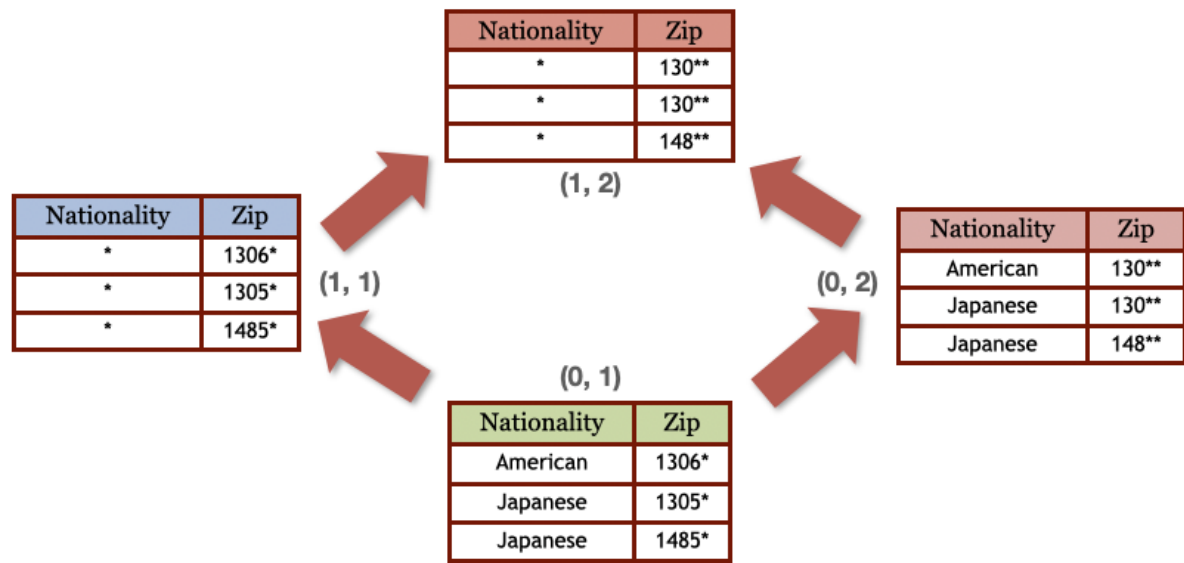 Nationality Zip
* 130**
* 130**
* 148**
(1, 2)
Nationality Zip
* 1306*
* 1305*
* 1485*
(1, 1)
(0, 2)
Nationality Zip
American 130**
Japanese 130**
Japanese 148**
(0, 1)
Nationality Zip
American 1306*
Japanese 1305*
Japanese 1485*